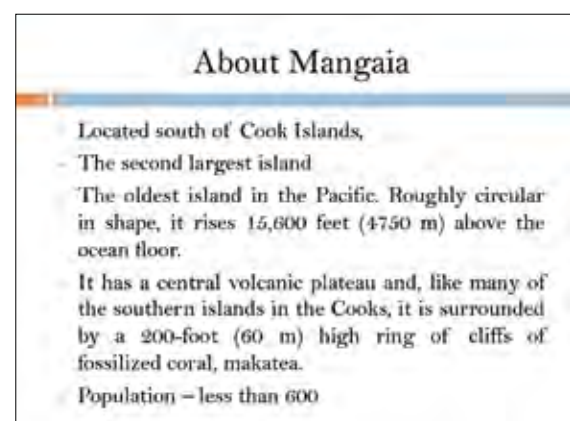 About Mangaia
Located south of Cook Islands,
The second largest island
The oldest island in the Pacific. Roughly circular
in shape, it rises 15,600 feet (4750 m) above the
ocean floor.
It has a central volcanic plateau and, like many of
the southern islands in the Cooks, it is surrounded
by a 200-foot (60 m) high ring of cliffs of
fossilized coral, makatea.
Population – less than 600